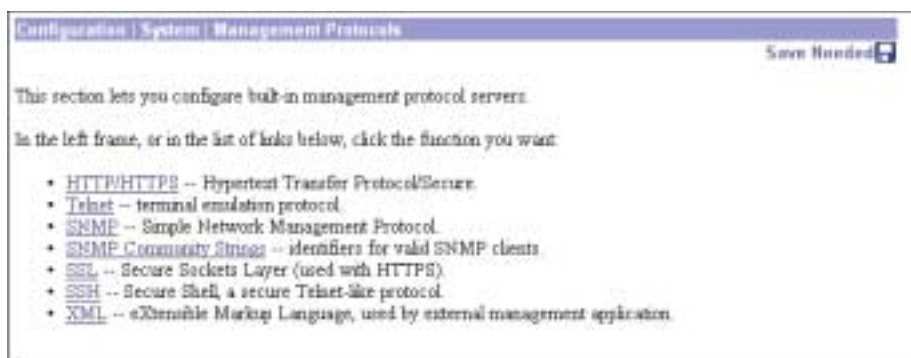 Configuration | System | Management Protocols
Save Needed
This section lets you configure built-in management protocol servers.
In the left frame, or in the list of links below, click the function you want:
• HTTP/HTTPS -- Hypertext Transfer Protocol/Secure.
• Telnet -- terminal emulation protocol.
• SNMP -- Simple Network Management Protocol.
• SNMP Community Strings -- identifiers for valid SNMP clients.
• SSL -- Secure Sockets Layer (used with HTTPS).
• SSH -- Secure Shell, a secure Telnet-like protocol.
• XML -- eXtensible Markup Language, used by external management application.